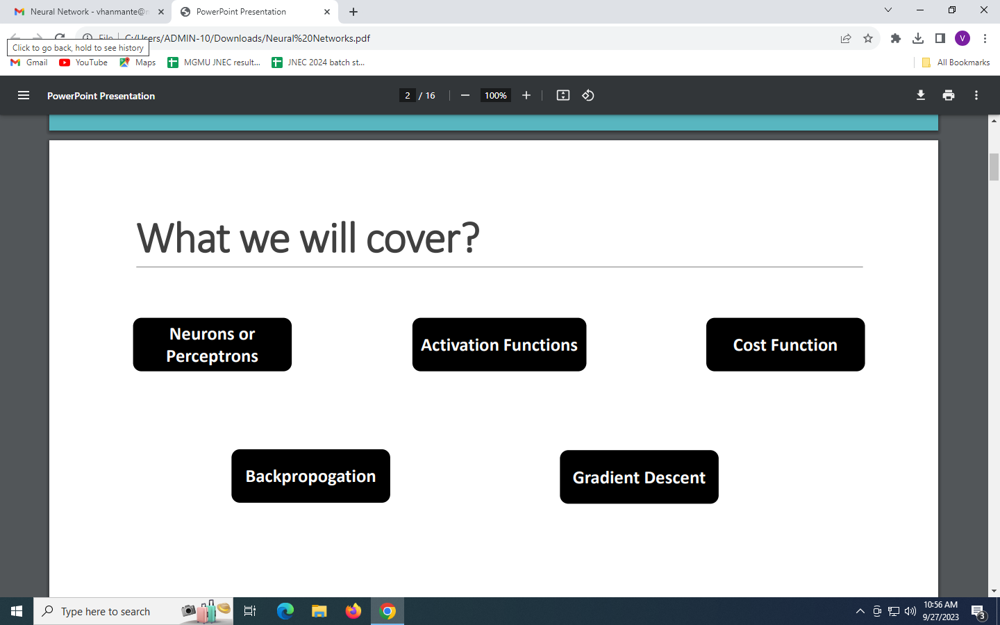 Neural Network - vhanmante@
PowerPoint Presentation
File
C:/Users/ADMIN-10/Downloads/Neural%20Networks.pdf
V
Click to go back, hold to see history
Gmail
YouTube
Maps
MGMU JNEC result...
JNEC 2024 batch st...
All Bookmarks
PowerPoint Presentation
2 / 16
100%
What we will cover?
Neurons or
Perceptrons
Activation Functions
Cost Function
Backpropogation
Gradient Descent
Type here to search
10:56 AM
9/27/2023
3